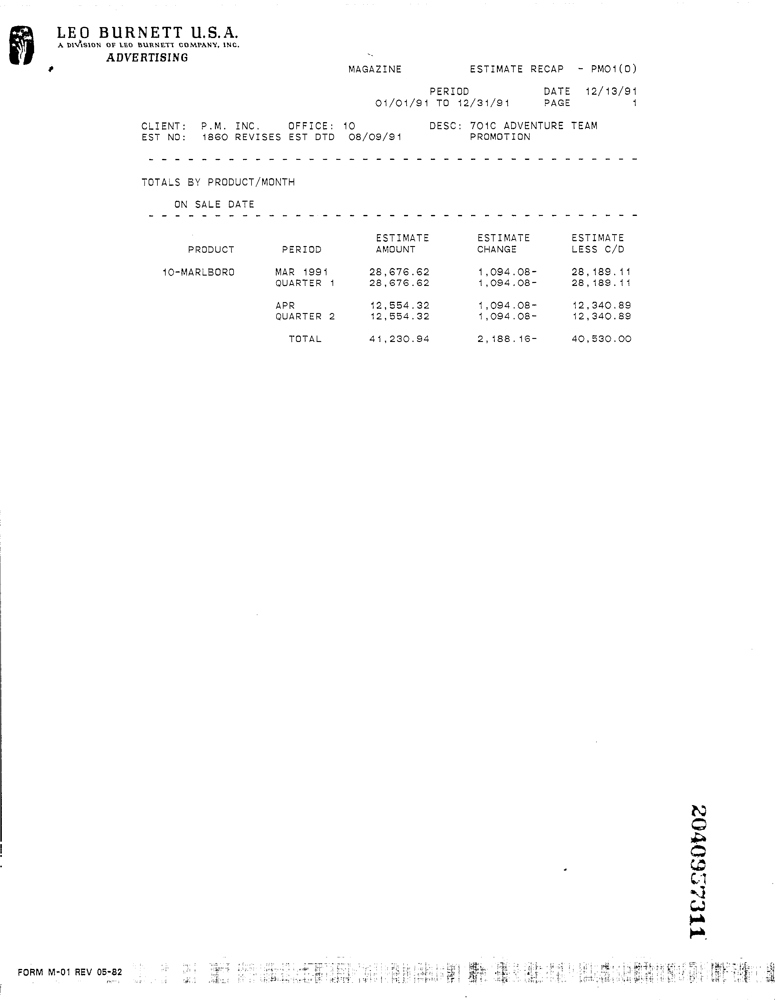 LEO BURNETT U.S.A.
A DIVISION OF LEO BURNETT COMPANY, INC.
ADVERTISING
MAGAZINE ESTIMATE RECAP - PMO1(O)
PERIOD DATE 12/13/91
01/01/91 TO 12/31/91 PAGE 1
CLIENT: P.M. INC. OFFICE: 10 DESC: 701C ADVENTURE TEAM
EST NO: 1860 REVISES EST DTD 08/09/91 PROMOTION
- - - - - - - - - - - - - - - - - - - - - - - - - - - - - - - - - - - - -
TOTALS BY PRODUCT/MONTH
ON SALE DATE
- - - - - - - - - - - - - - - - - - - - - - - - - - - - - - - - - - - - -
ESTIMATE ESTIMATE ESTIMATE
PRODUCT PERIOD AMOUNT CHANGE LESS C/D
10-MARLBORO MAR 1991 28,676.62 1,094.08- 28,189.11
QUARTER 1 28,676.62 1,094.08- 28,189.11
APR 12,554.32 1,094.08- 12,340.89
QUARTER 2 12,554.32 1,094.08- 12,340.89
TOTAL 41,230.94 2,188.16- 40,530.00
2040957311
FORM M-01 REV 05-82